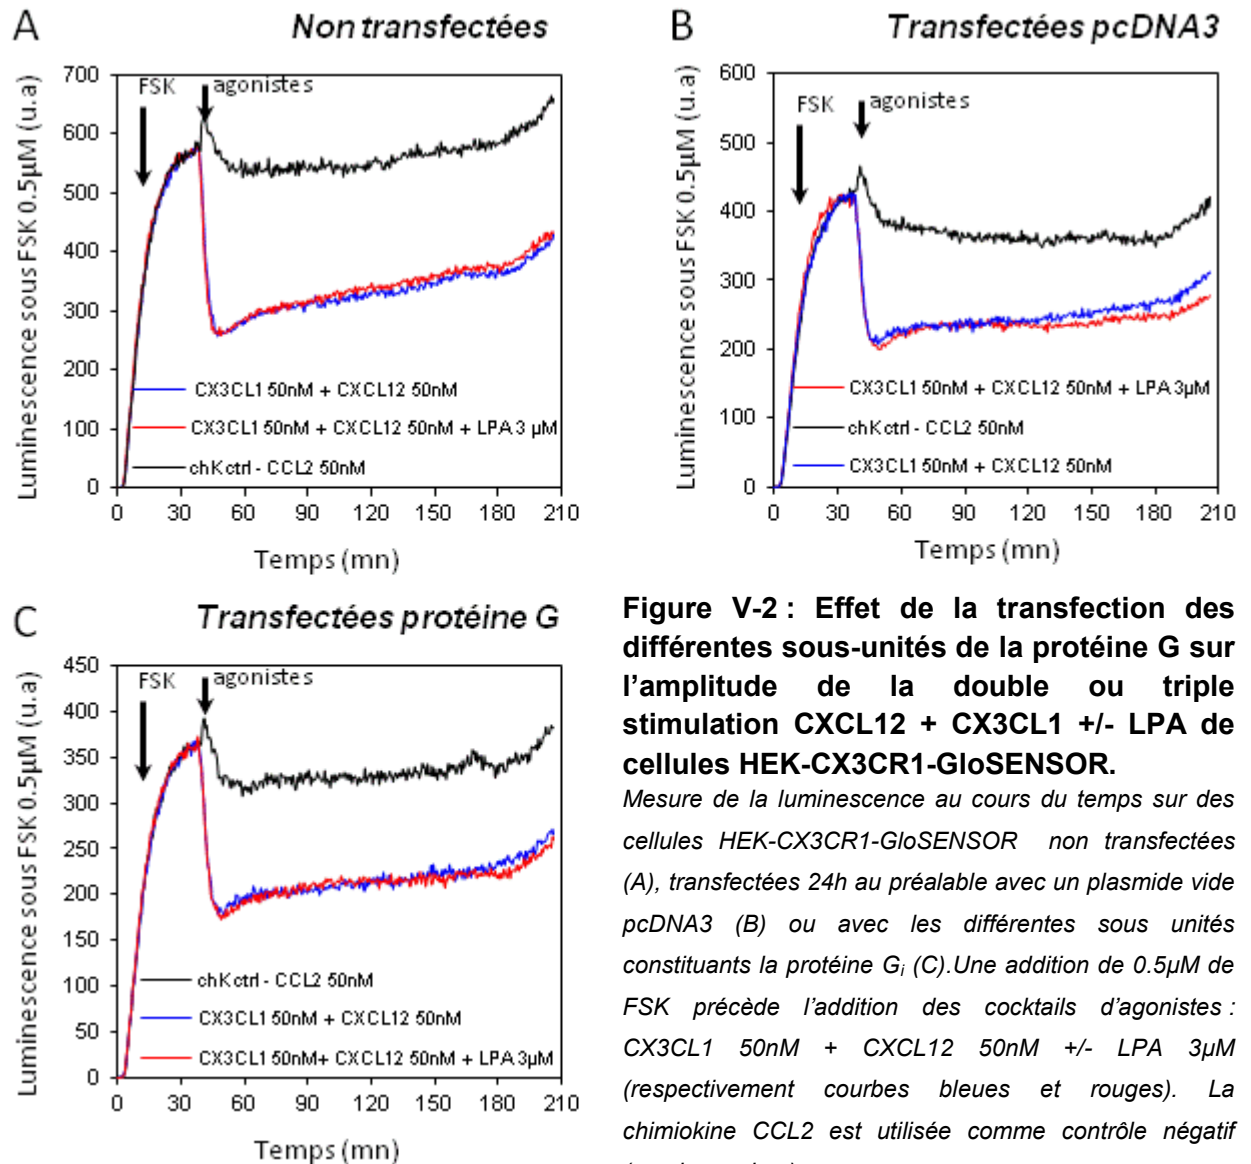 A
Non transfectées
Luminescence sous FSK 0.5µM (u.a)
700
600
500
400
300
200
100
0
FSK
agonistes
CX3CL1 50nM + CXCL12 50nM
CX3CL1 50nM + CXCL12 50nM + LPA 3 µM
chK ctrl - CCL2 50nM
0 30 60 90 120 150 180 210
Temps (mn)
B
Transfectées pcDNA3
Luminescence sous FSK 0.5µM (u.a)
600
500
400
300
200
100
0
FSK
agonistes
CX3CL1 50nM + CXCL12 50nM + LPA 3µM
chK ctrl - CCL2 50nM
CX3CL1 50nM + CXCL12 50nM
0 30 60 90 120 150 180 210
Temps (mn)
C
Transfectées protéine G
Luminescence sous FSK 0.5µM (u.a)
450
400
350
300
250
200
150
100
50
0
FSK
agonistes
chK ctrl - CCL2 50nM
CX3CL1 50nM + CXCL12 50nM
CX3CL1 50nM+ CXCL12 50nM + LPA 3µM
0 30 60 90 120 150 180 210
Temps (mn)
Figure V-2 : Effet de la transfection des
différentes sous-unités de la protéine G sur
l'amplitude de la double ou triple
stimulation CXCL12 + CX3CL1 +/- LPA de
cellules HEK-CX3CR1-GloSENSOR.
Mesure de la luminescence au cours du temps sur des
cellules HEK-CX3CR1-GloSENSOR non transfectées
(A), transfectées 24h au préalable avec un plasmide vide
pcDNA3 (B) ou avec les différentes sous unités
constituants la protéine Gi (C).Une addition de 0.5µM de
FSK précède l'addition des cocktails d'agonistes :
CX3CL1 50nM + CXCL12 50nM +/- LPA 3µM
(respectivement courbes bleues et rouges). La
chimiokine CCL2 est utilisée comme contrôle négatif